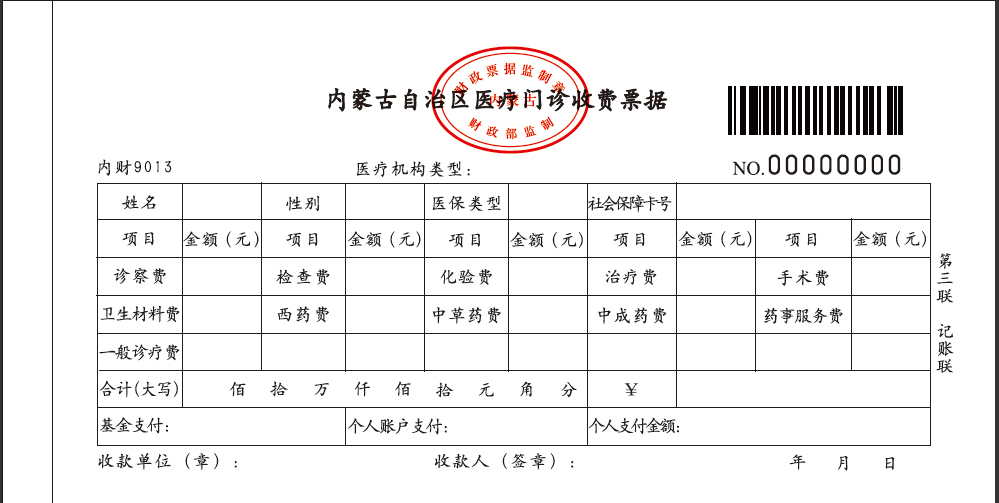 财政票据监制章
内蒙古
财政部监制
内蒙古自治区医疗门诊收费票据
内财9013 医疗机构类型: NO.00000000
姓名 性别 医保类型 社会保障卡号
项目 金额（元） 项目 金额（元） 项目 金额（元） 项目 金额（元） 项目 金额（元）
诊察费 检查费 化验费 治疗费 手术费
卫生材料费 西药费 中草药费 中成药费 药事服务费
一般诊疗费
合计(大写) 佰 拾 万 仟 佰 拾 元 角 分 ￥
基金支付: 个人账户支付: 个人支付金额:
收款单位（章）: 收款人（签章）: 年 月 日
第三联 记账联